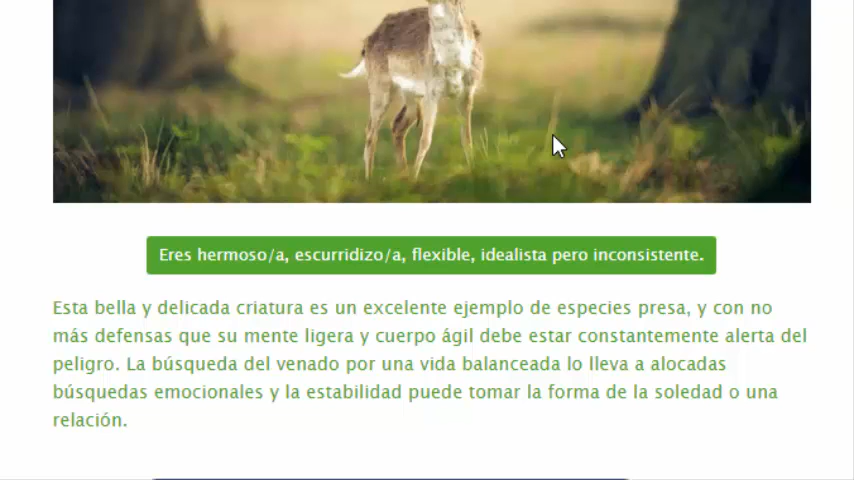 Eres hermoso/a, escurridizo/a, flexible, idealista pero inconsistente.
Esta bella y delicada criatura es un excelente ejemplo de especies presa, y con no
más defensas que su mente ligera y cuerpo ágil debe estar constantemente alerta del
peligro. La búsqueda del venado por una vida balanceada lo lleva a alocadas
búsquedas emocionales y la estabilidad puede tomar la forma de la soledad o una
relación.